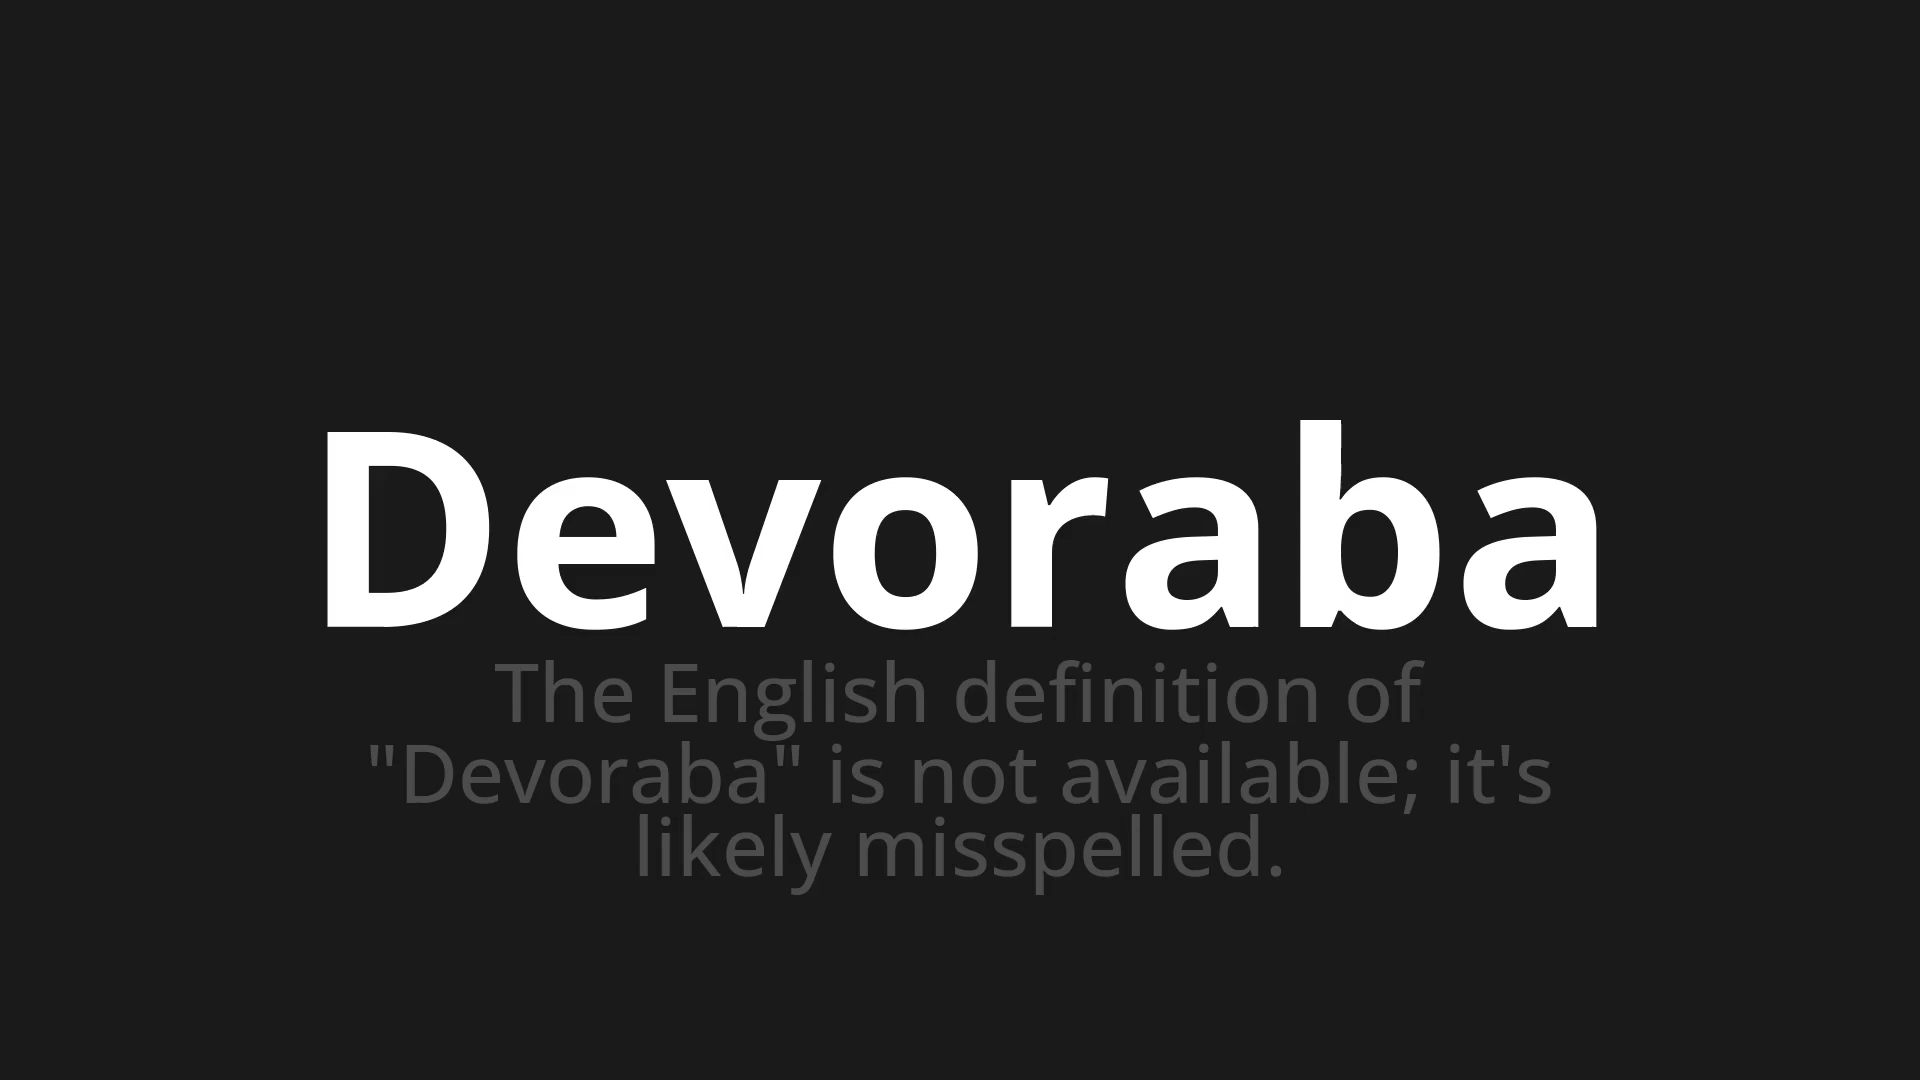 Devoraba
The English definition of
"Devoraba" is not available; it's
likely misspelled.